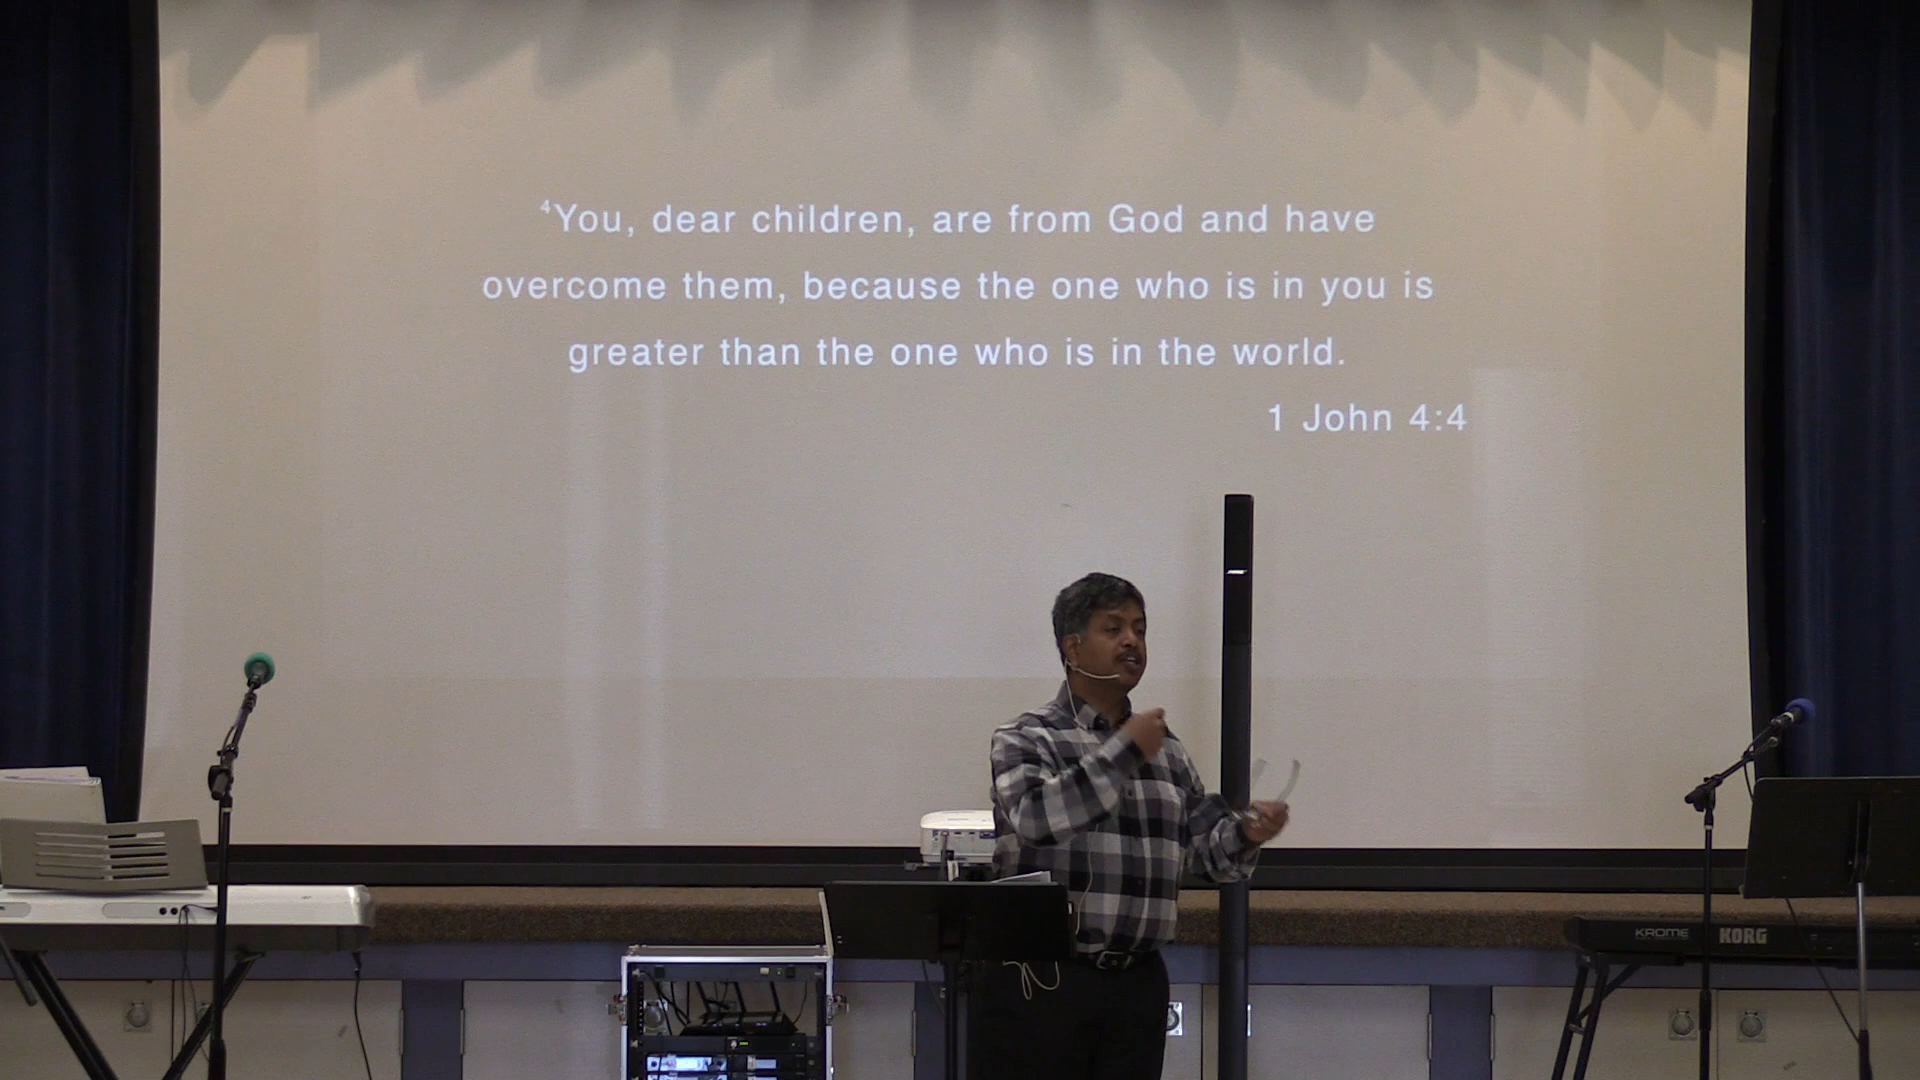 ⁴You, dear children, are from God and have
overcome them, because the one who is in you is
greater than the one who is in the world.
1 John 4:4
KROME KORG